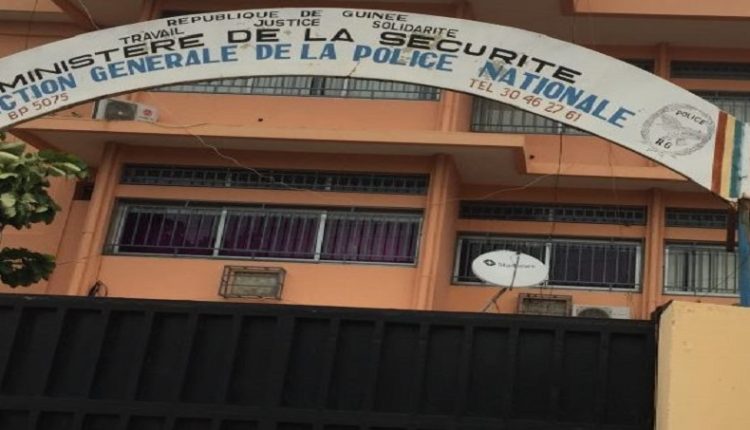 REPUBLIQUE DE GUINEE
TRAVAIL JUSTICE SOLIDARITE
MINISTERE DE LA SECURITE
CTION GENERALE DE LA POLICE NATIONALE
BP 5075 TEL 30 46 27 61
POLICE